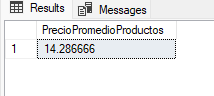 Results Messages
PrecioPromedioProductos
1 14.286666